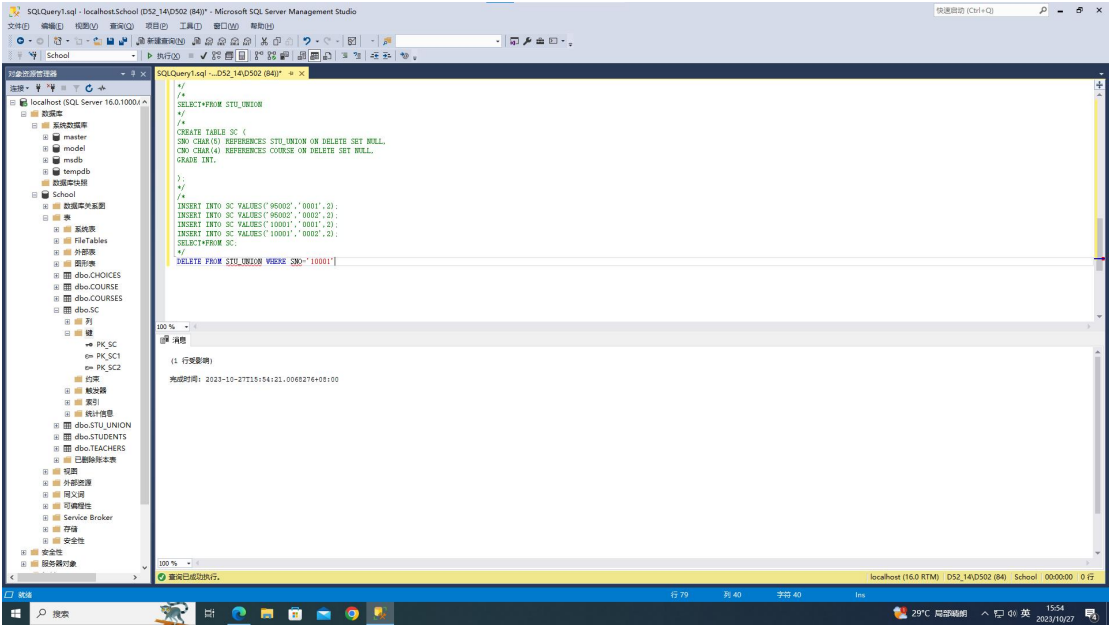 SQLQuery1.sql - localhost.School (D52_14\D502 (84))* - Microsoft SQL Server Management Studio
快速启动 (Ctrl+Q)
文件(F) 编辑(E) 视图(V) 查询(Q) 项目(P) 工具(T) 窗口(W) 帮助(H)
新建查询(N)
School
执行(X)
对象资源管理器
SQLQuery1.sql -...D52_14\D502 (84))*
连接
localhost (SQL Server 16.0.1000.
数据库
系统数据库
master
model
msdb
tempdb
数据库快照
School
数据库关系图
表
系统表
FileTables
外部表
图形表
dbo.CHOICES
dbo.COURSE
dbo.COURSES
dbo.SC
列
键
PK_SC
PK_SC1
PK_SC2
约束
触发器
索引
统计信息
dbo.STU_UNION
dbo.STUDENTS
dbo.TEACHERS
已删除账本表
视图
外部资源
同义词
可编程性
Service Broker
存储
安全性
安全性
服务器对象
*/
/*
SELECT*FROM STU_UNION
*/
/*
CREATE TABLE SC (
SNO CHAR(5) REFERENCES STU_UNION ON DELETE SET NULL,
CNO CHAR(4) REFERENCES COURSE ON DELETE SET NULL,
GRADE INT,
);
*/
/*
INSERT INTO SC VALUES('95002','0001',2);
INSERT INTO SC VALUES('95002','0002',2);
INSERT INTO SC VALUES('10001','0001',2);
INSERT INTO SC VALUES('10001','0002',2);
SELECT*FROM SC;
*/
DELETE FROM STU_UNION WHERE SNO='10001'
100 %
消息
(1 行受影响)
完成时间: 2023-10-27T15:54:21.0068276+08:00
100 %
查询已成功执行。
localhost (16.0 RTM) D52_14\D502 (84) School 00:00:00 0 行
就绪
行 79 列 40 字符 40 Ins
搜索
29°C 局部晴朗
英
15:54
2023/10/27
4